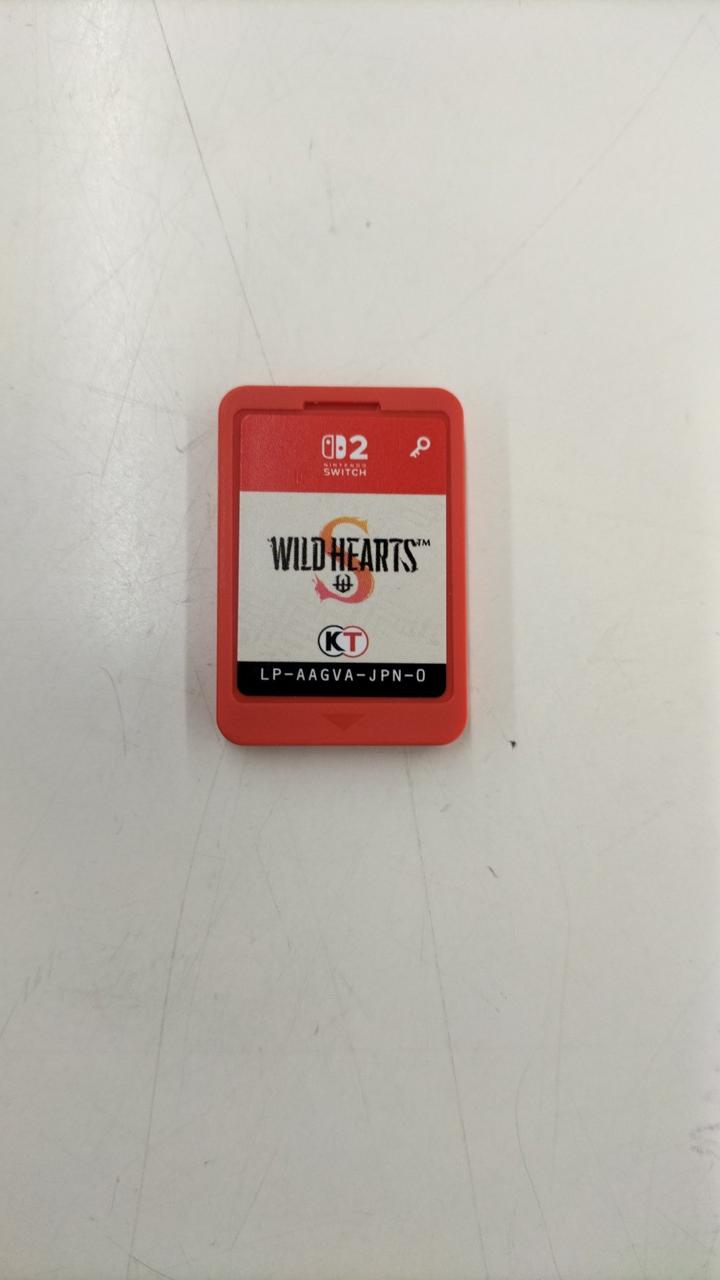 2
NINTENDO
SWITCH
WILD HEARTS™
S
KT
LP-AAGVA-JPN-0